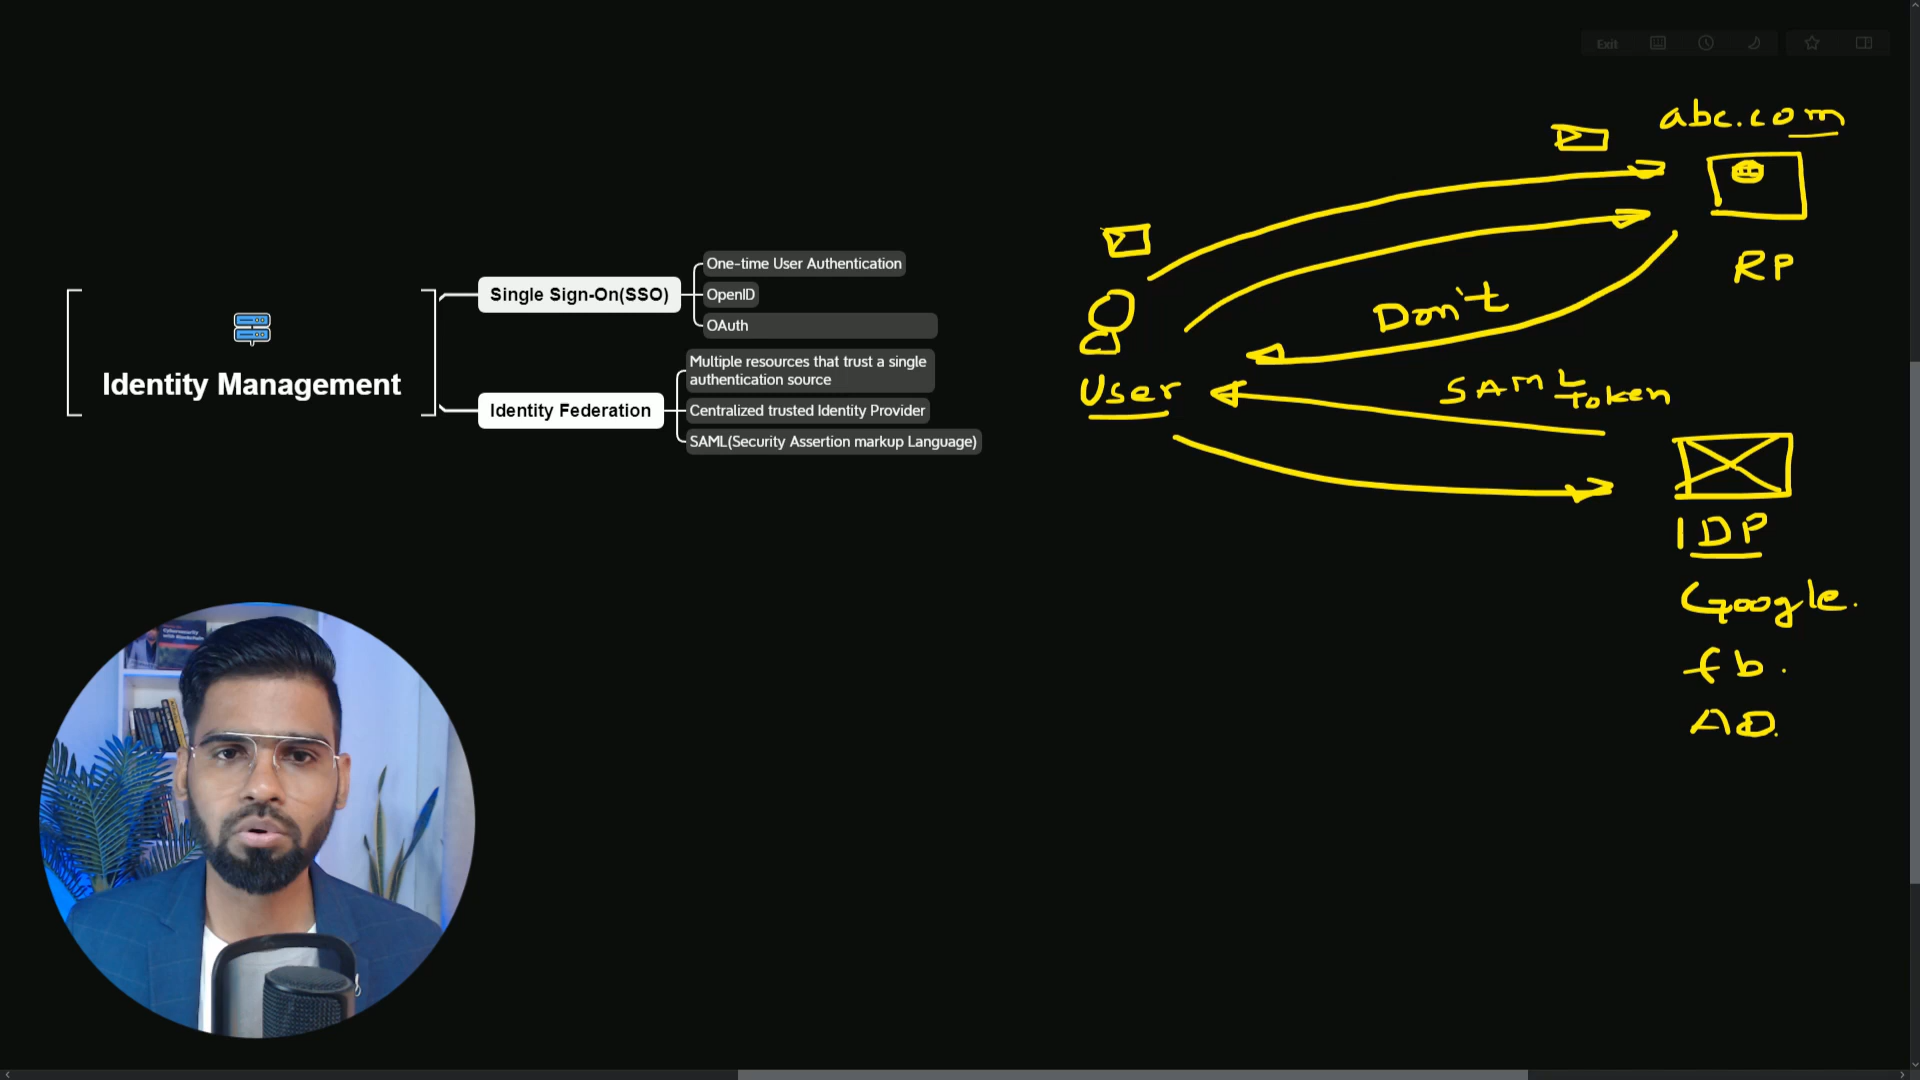 Exit
Identity Management
Single Sign-On(SSO)
One-time User Authentication
OpenID
OAuth
Identity Federation
Multiple resources that trust a single
authentication source
Centralized trusted Identity Provider
SAML(Security Assertion markup Language)
abc.com
RP
Don't
User
SAML
Token
IDP
Google.
fb.
AD.